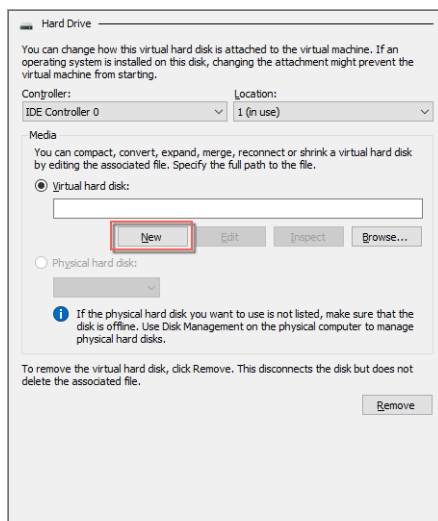 Hard Drive
You can change how this virtual hard disk is attached to the virtual machine. If an
operating system is installed on this disk, changing the attachment might prevent the
virtual machine from starting.
Controller: Location:
IDE Controller 0 1 (in use)
Media
You can compact, convert, expand, merge, reconnect or shrink a virtual hard disk
by editing the associated file. Specify the full path to the file.
Virtual hard disk:
New Edit Inspect Browse...
Physical hard disk:
If the physical hard disk you want to use is not listed, make sure that the
disk is offline. Use Disk Management on the physical computer to manage
physical hard disks.
To remove the virtual hard disk, click Remove. This disconnects the disk but does not
delete the associated file.
Remove